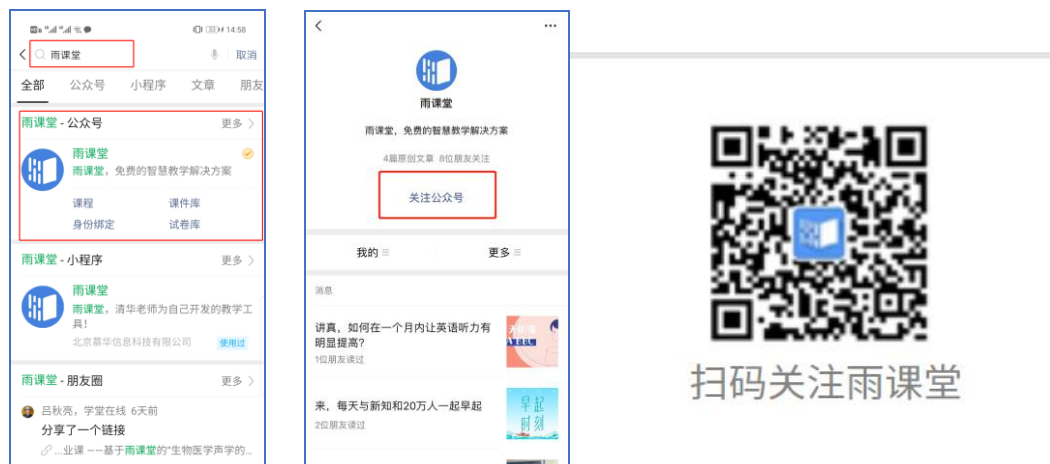 14:58
雨课堂
取消
全部 公众号 小程序 文章 朋友
雨课堂 - 公众号 更多
雨课堂
雨课堂，免费的智慧教学解决方案
课程 课件库
身份绑定 试卷库
雨课堂 - 小程序 更多
雨课堂
雨课堂，清华老师为自己开发的教学工
具！
北京慕华信息科技有限公司 使用过
雨课堂 - 朋友圈 更多
吕秋亮，学堂在线 6天前
分享了一个链接
...业课 ——基于雨课堂的“生物医学声学的...
雨课堂
雨课堂，免费的智慧教学解决方案
4篇原创文章 8位朋友关注
关注公众号
我的 更多
消息
讲真，如何在一个月内让英语听力有
明显提高？
1位朋友读过
来，每天与新知和20万人一起早起
2位朋友读过
早起
时刻
扫码关注雨课堂